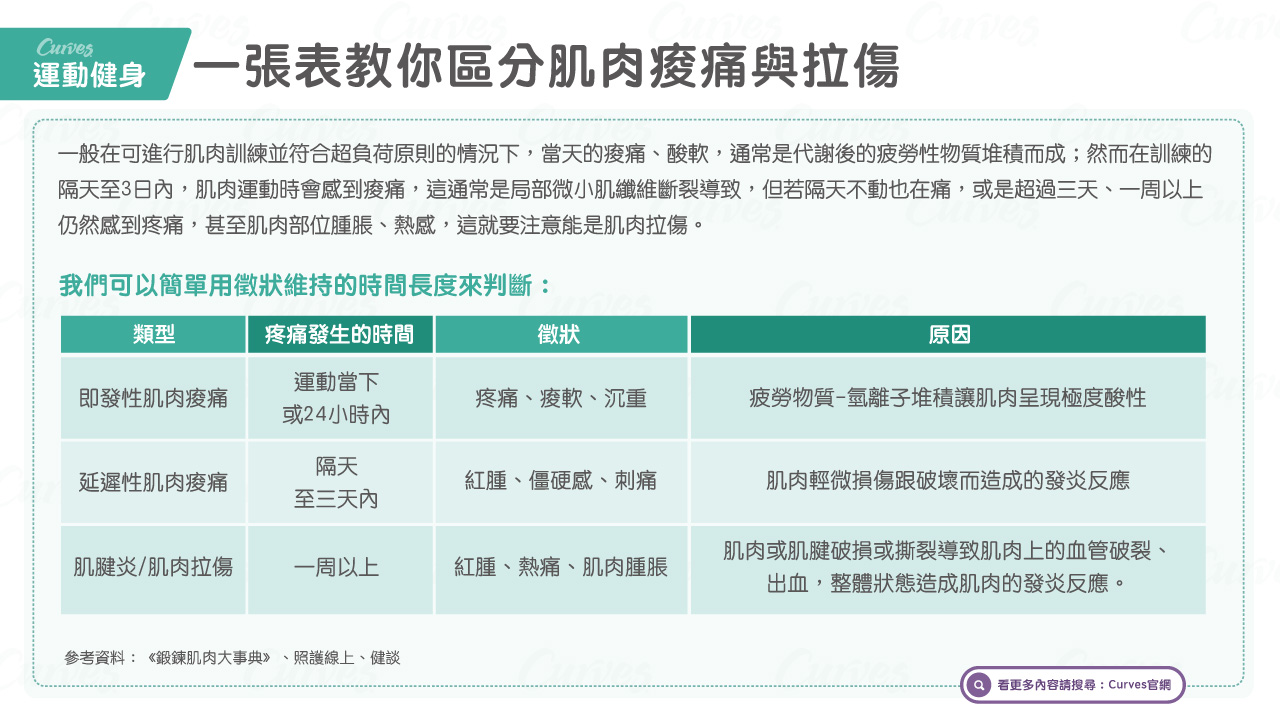 Curves
運動健身
一張表教你區分肌肉痠痛與拉傷
一般在可進行肌肉訓練並符合超負荷原則的情況下，當天的痠痛、酸軟，通常是代謝後的疲勞性物質堆積而成；然而在訓練的
隔天至3日內，肌肉運動時會感到痠痛，這通常是局部微小肌纖維斷裂導致，但若隔天不動也在痛，或是超過三天、一周以上
仍然感到疼痛，甚至肌肉部位腫脹、熱感，這就要注意能是肌肉拉傷。
我們可以簡單用徵狀維持的時間長度來判斷：
類型 疼痛發生的時間 徵狀 原因
即發性肌肉痠痛 運動當下 或24小時內 疼痛、痠軟、沉重 疲勞物質-氫離子堆積讓肌肉呈現極度酸性
延遲性肌肉痠痛 隔天 至三天內 紅腫、僵硬感、刺痛 肌肉輕微損傷跟破壞而造成的發炎反應
肌腱炎/肌肉拉傷 一周以上 紅腫、熱痛、肌肉腫脹 肌肉或肌腱破損或撕裂導致肌肉上的血管破裂、
出血，整體狀態造成肌肉的發炎反應。
參考資料：《鍛鍊肌肉大事典》、照護線上、健談
看更多內容請搜尋：Curves官網